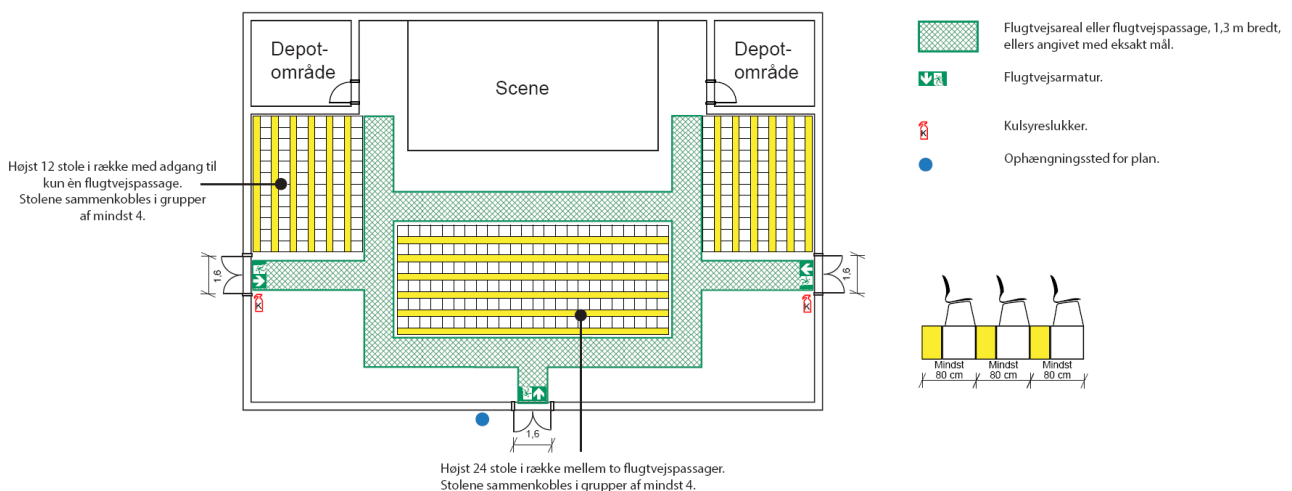 Depot-
område
Scene
Depot-
område
Højst 12 stole i række med adgang til
kun èn flugtvejspassage.
Stolene sammenkobles i grupper
af mindst 4.
1,6
K
1,6
K
1,6
Højst 24 stole i række mellem to flugtvejspassager.
Stolene sammenkobles i grupper af mindst 4.
Flugtvejsareal eller flugtvejspassage, 1,3 m bredt,
ellers angivet med eksakt mål.
Flugtvejsarmatur.
K
Kulsyreslukker.
Ophængningssted for plan.
Mindst
80 cm
Mindst
80 cm
Mindst
80 cm